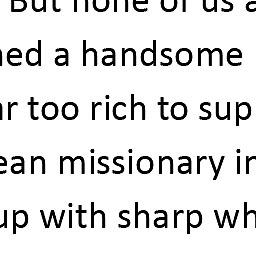 But none of us a
ned a handsome
ar too rich to sup
ean missionary in
up with sharp wh